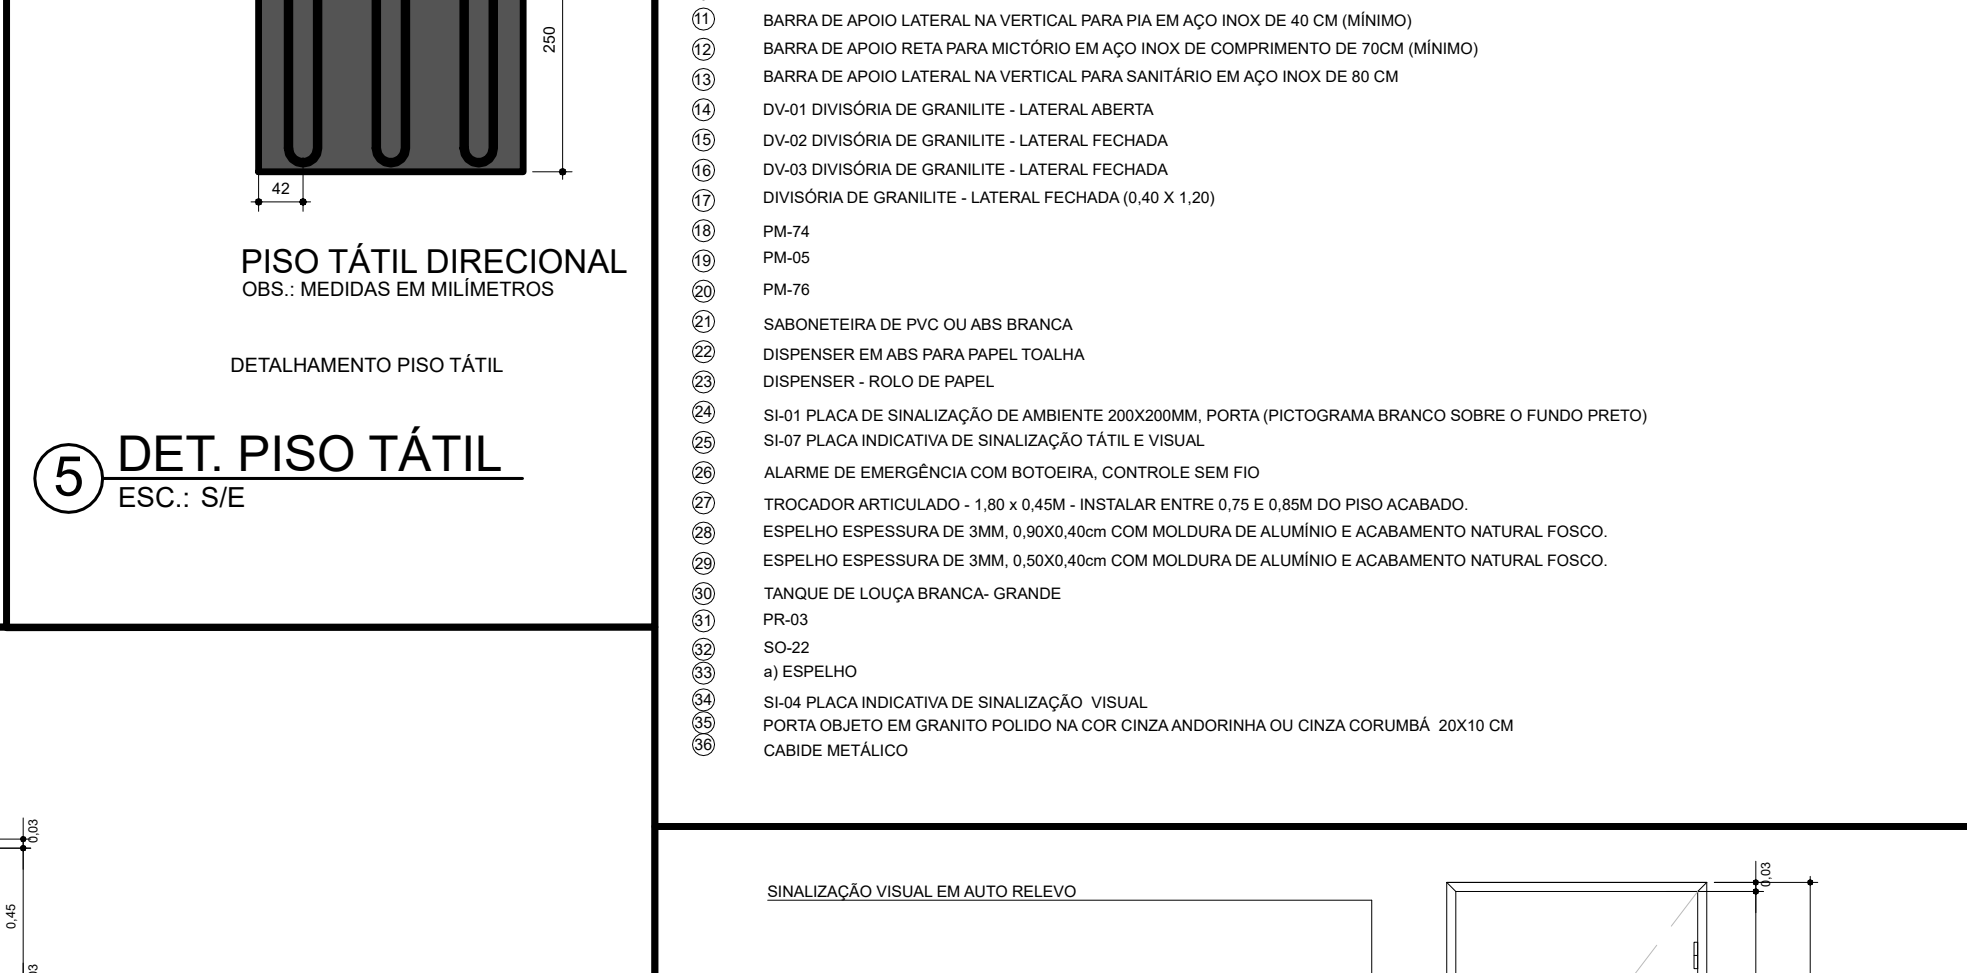 250
42
PISO TÁTIL DIRECIONAL
OBS.: MEDIDAS EM MILÍMETROS
DETALHAMENTO PISO TÁTIL
5 DET. PISO TÁTIL
ESC.: S/E
11 BARRA DE APOIO LATERAL NA VERTICAL PARA PIA EM AÇO INOX DE 40 CM (MÍNIMO)
12 BARRA DE APOIO RETA PARA MICTÓRIO EM AÇO INOX DE COMPRIMENTO DE 70CM (MÍNIMO)
13 BARRA DE APOIO LATERAL NA VERTICAL PARA SANITÁRIO EM AÇO INOX DE 80 CM
14 DV-01 DIVISÓRIA DE GRANILITE - LATERAL ABERTA
15 DV-02 DIVISÓRIA DE GRANILITE - LATERAL FECHADA
16 DV-03 DIVISÓRIA DE GRANILITE - LATERAL FECHADA
17 DIVISÓRIA DE GRANILITE - LATERAL FECHADA (0,40 X 1,20)
18 PM-74
19 PM-05
20 PM-76
21 SABONETEIRA DE PVC OU ABS BRANCA
22 DISPENSER EM ABS PARA PAPEL TOALHA
23 DISPENSER - ROLO DE PAPEL
24 SI-01 PLACA DE SINALIZAÇÃO DE AMBIENTE 200X200MM, PORTA (PICTOGRAMA BRANCO SOBRE O FUNDO PRETO)
25 SI-07 PLACA INDICATIVA DE SINALIZAÇÃO TÁTIL E VISUAL
26 ALARME DE EMERGÊNCIA COM BOTOEIRA, CONTROLE SEM FIO
27 TROCADOR ARTICULADO - 1,80 x 0,45M - INSTALAR ENTRE 0,75 E 0,85M DO PISO ACABADO.
28 ESPELHO ESPESSURA DE 3MM, 0,90X0,40cm COM MOLDURA DE ALUMÍNIO E ACABAMENTO NATURAL FOSCO.
29 ESPELHO ESPESSURA DE 3MM, 0,50X0,40cm COM MOLDURA DE ALUMÍNIO E ACABAMENTO NATURAL FOSCO.
30 TANQUE DE LOUÇA BRANCA- GRANDE
31 PR-03
32 SO-22
33 a) ESPELHO
34 SI-04 PLACA INDICATIVA DE SINALIZAÇÃO  VISUAL
35 PORTA OBJETO EM GRANITO POLIDO NA COR CINZA ANDORINHA OU CINZA CORUMBÁ  20X10 CM
36 CABIDE METÁLICO
0,03
0,45
SINALIZAÇÃO VISUAL EM AUTO RELEVO
0,03